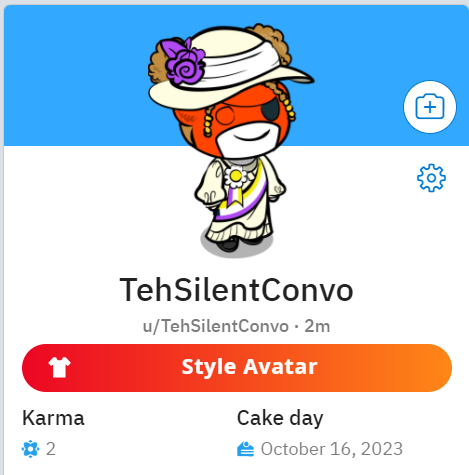 TehSilentConvo
u/TehSilentConvo · 2m
Style Avatar
Karma
Cake day
2
October 16, 2023